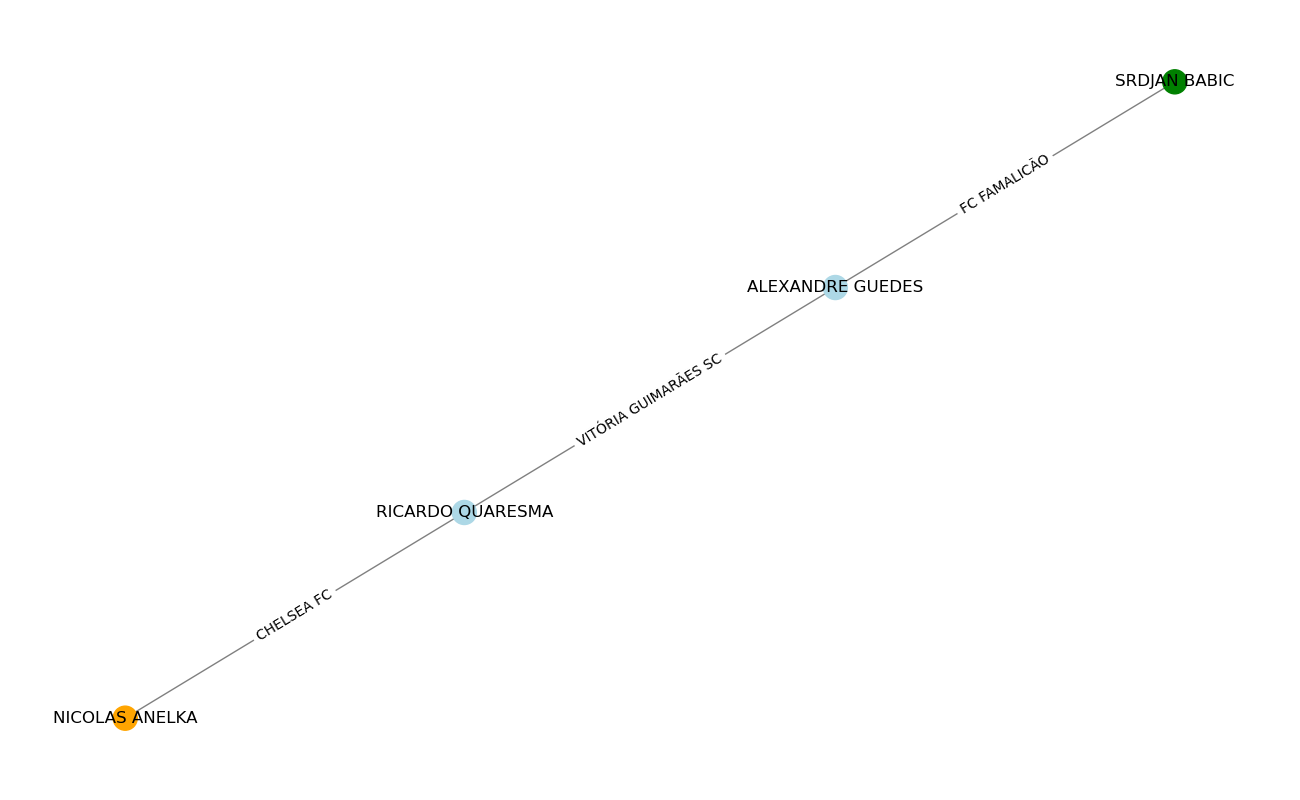 SRDJAN BABIC
FC FAMALICÃO
ALEXANDRE GUEDES
VITÓRIA GUIMARÃES SC
RICARDO QUARESMA
CHELSEA FC
NICOLAS ANELKA